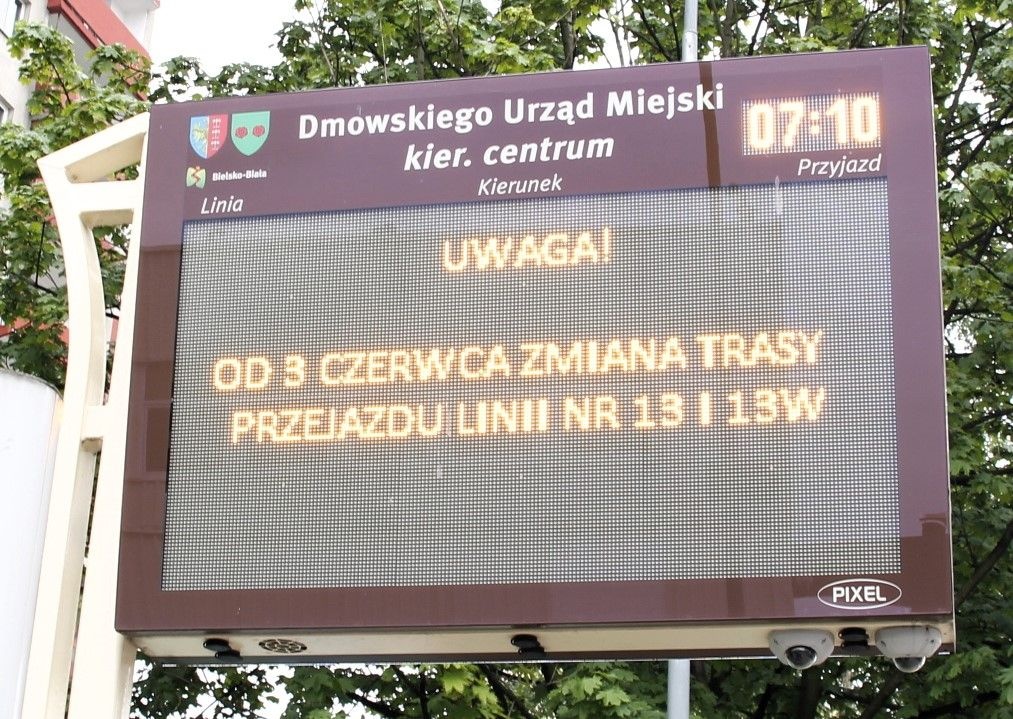 Dmowskiego Urząd Miejski
kier. centrum
07:10
Bielsko-Biała
Linia
Kierunek
Przyjazd
UWAGA!
OD 3 CZERWCA ZMIANA TRASY
PRZEJAZDU LINII NR 13 I 13W
PIXEL